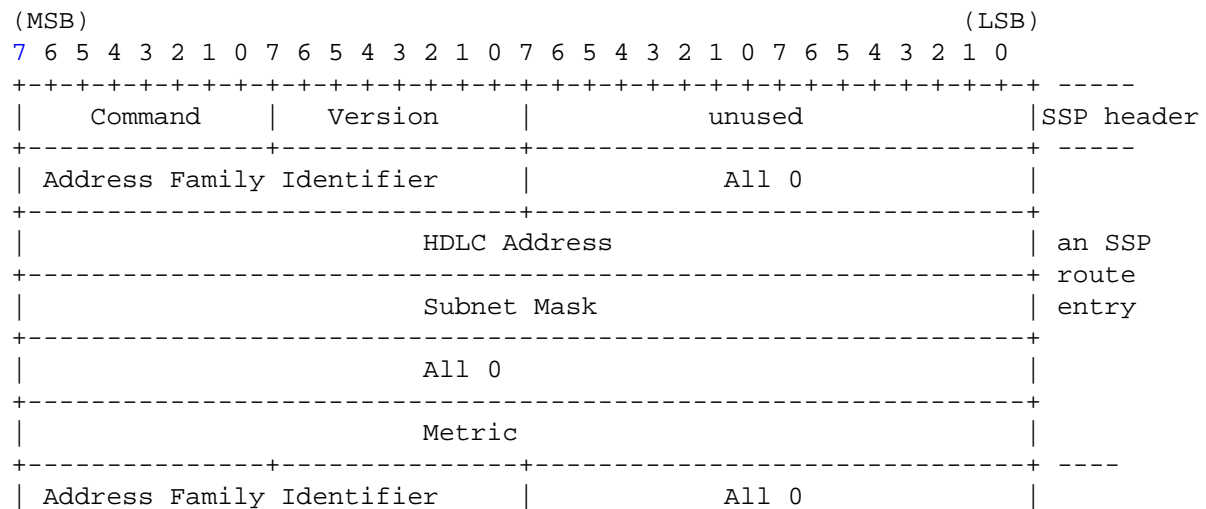 (MSB)                                                       (LSB)
7 6 5 4 3 2 1 0 7 6 5 4 3 2 1 0 7 6 5 4 3 2 1 0 7 6 5 4 3 2 1 0
+-+-+-+-+-+-+-+-+-+-+-+-+-+-+-+-+-+-+-+-+-+-+-+-+-+-+-+-+-+-+-+-+ -----
|    Command    |   Version     |           unused              |SSP header
+---------------+---------------+-------------------------------+ -----
| Address Family Identifier     |            All 0              |
+-------------------------------+-------------------------------+
|                         HDLC Address                          | an SSP
+---------------------------------------------------------------+ route
|                         Subnet Mask                           | entry
+---------------------------------------------------------------+
|                         All 0                                 |
+---------------------------------------------------------------+
|                         Metric                                |
+---------------+---------------+-------------------------------+ ----
| Address Family Identifier     |            All 0              |